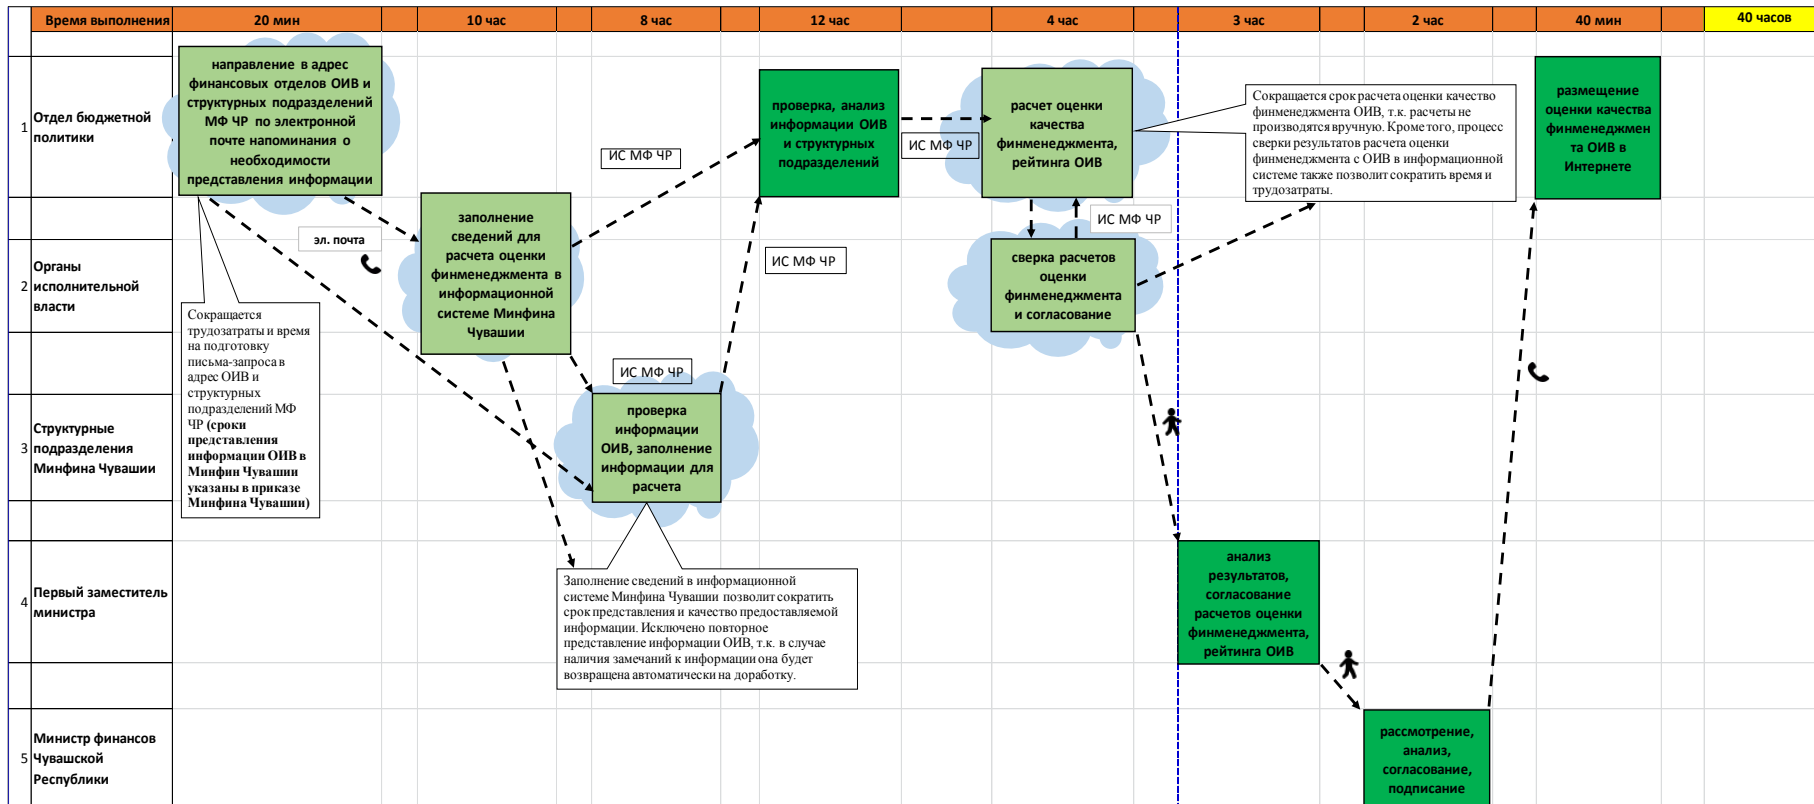 Время выполнения
20 мин
10 час
8 час
12 час
4 час
3 час
2 час
40 мин
40 часов
1
Отдел бюджетной
политики
направление в адрес
финансовых отделов ОИВ и
структурных подразделений
МФ ЧР по электронной
почте напоминания о
необходимости
представления информации
ИС МФ ЧР
проверка, анализ
информации ОИВ
и структурных
подразделений
ИС МФ ЧР
расчет оценки
качества
финменеджмента,
рейтинга ОИВ
Сокращается срок расчета оценки качество
финменеджмента ОИВ, т.к. расчеты не
производятся вручную. Кроме того, процесс
сверки результатов расчета оценки
финменеджмента с ОИВ в информационной
системе также позволит сократить время и
трудозатраты.
размещение
оценки качества
финменеджмен
та ОИВ в
Интернете
2
Органы
исполнительной
власти
эл. почта
заполнение
сведений для
расчета оценки
финменеджмента в
информационной
системе Минфина
Чувашии
ИС МФ ЧР
ИС МФ ЧР
сверка расчетов
оценки
финменеджмента
и согласование
Сокращается
трудозатраты и время
на подготовку
письма-запроса в
адрес ОИВ и
структурных
подразделений МФ
ЧР (сроки
представления
информации ОИВ в
Минфин Чувашии
указаны в приказе
Минфина Чувашии)
ИС МФ ЧР
3
Структурные
подразделения
Минфина Чувашии
проверка
информации
ОИВ, заполнение
информации для
расчета
4
Первый заместитель
министра
Заполнение сведений в информационной
системе Минфина Чувашии позволит сократить
срок представления и качество предоставляемой
информации. Исключено повторное
представление информации ОИВ, т.к. в случае
наличия замечаний к информации она будет
возвращена автоматически на доработку.
анализ
результатов,
согласование
расчетов оценки
финменеджмента,
рейтинга ОИВ
5
Министр финансов
Чувашской
Республики
рассмотрение,
анализ,
согласование,
подписание